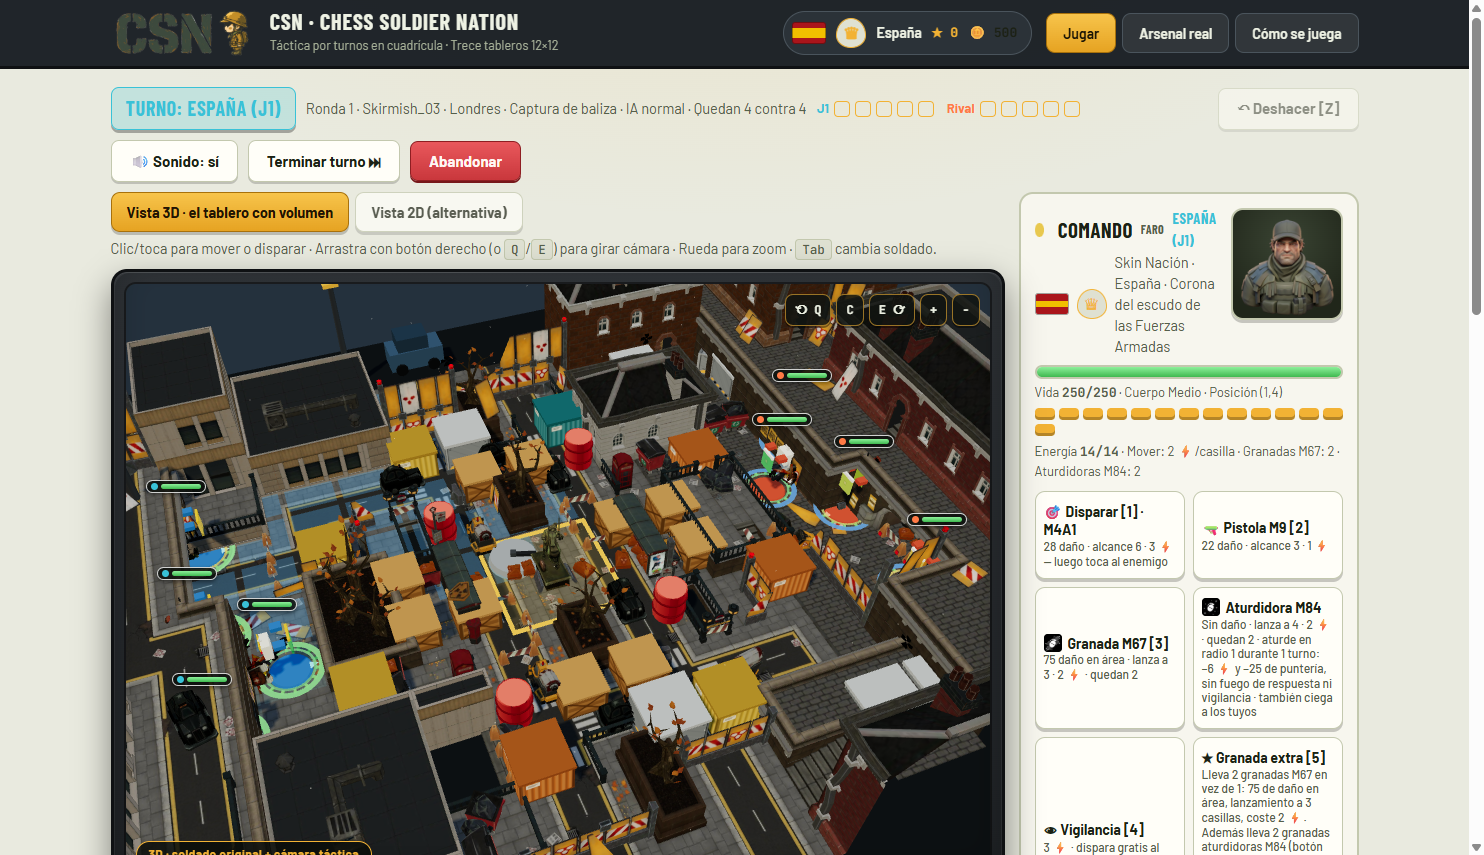 CSN
CSN · CHESS SOLDIER NATION
Táctica por turnos en cuadrícula · Trece tableros 12×12
España ★ 0 500
Jugar
Arsenal real
Cómo se juega
TURNO: ESPAÑA (J1)
Ronda 1 · Skirmish_03 · Londres · Captura de baliza · IA normal · Quedan 4 contra 4 J1
Rival
Deshacer [Z]
Sonido: sí
Terminar turno
Abandonar
Vista 3D · el tablero con volumen
Vista 2D (alternativa)
Clic/toca para mover o disparar · Arrastra con botón derecho (o Q / E ) para girar cámara · Rueda para zoom · Tab cambia soldado.
Q
C
E
+
-
3D · soldado original + cámara táctica
COMANDO FARO ESPAÑA
(J1)
Skin Nación ·
España · Corona
del escudo de
las Fuerzas
Armadas
Vida 250/250 · Cuerpo Medio · Posición (1,4)
Energía 14/14 · Mover: 2 ⚡/casilla · Granadas M67: 2 ·
Aturdidoras M84: 2
Disparar [1] ·
M4A1
28 daño · alcance 6 · 3 ⚡
— luego toca al enemigo
Pistola M9 [2]
22 daño · alcance 3 · 1 ⚡
Granada M67 [3]
75 daño en área · lanza a
3 · 2 ⚡ · quedan 2
Aturdidora M84
Sin daño · lanza a 4 · 2 ⚡
· quedan 2 · aturde en
radio 1 durante 1 turno:
−6 ⚡ y −25 de puntería,
sin fuego de respuesta ni
vigilancia · también ciega
a los tuyos
Vigilancia [4]
3 ⚡ · dispara gratis al
★ Granada extra [5]
Lleva 2 granadas M67 en
vez de 1: 75 de daño en
área, lanzamiento a 3
casillas, coste 2 ⚡.
Además lleva 2 granadas
aturdidoras M84 (botón